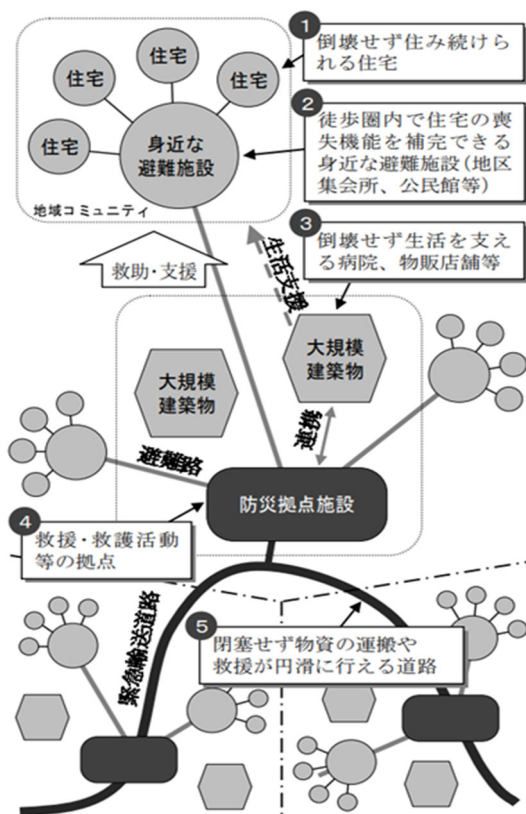 1
倒壊せず住み続けら
れる住宅
住宅
住宅
住宅
住宅
身近な
避難施設
地域コミュニティ
2
徒歩圏内で住宅の喪
失機能を補完できる
身近な避難施設(地区
集会所、公民館等)
3
倒壊せず生活を支え
る病院、物販店舗等
救助・支援
生活支援
大規模
建築物
大規模
建築物
連携
避難路
防災拠点施設
4
救援・救護活動
等の拠点
緊急輸送道路
5
閉塞せず物資の運搬や
救援が円滑に行える道路